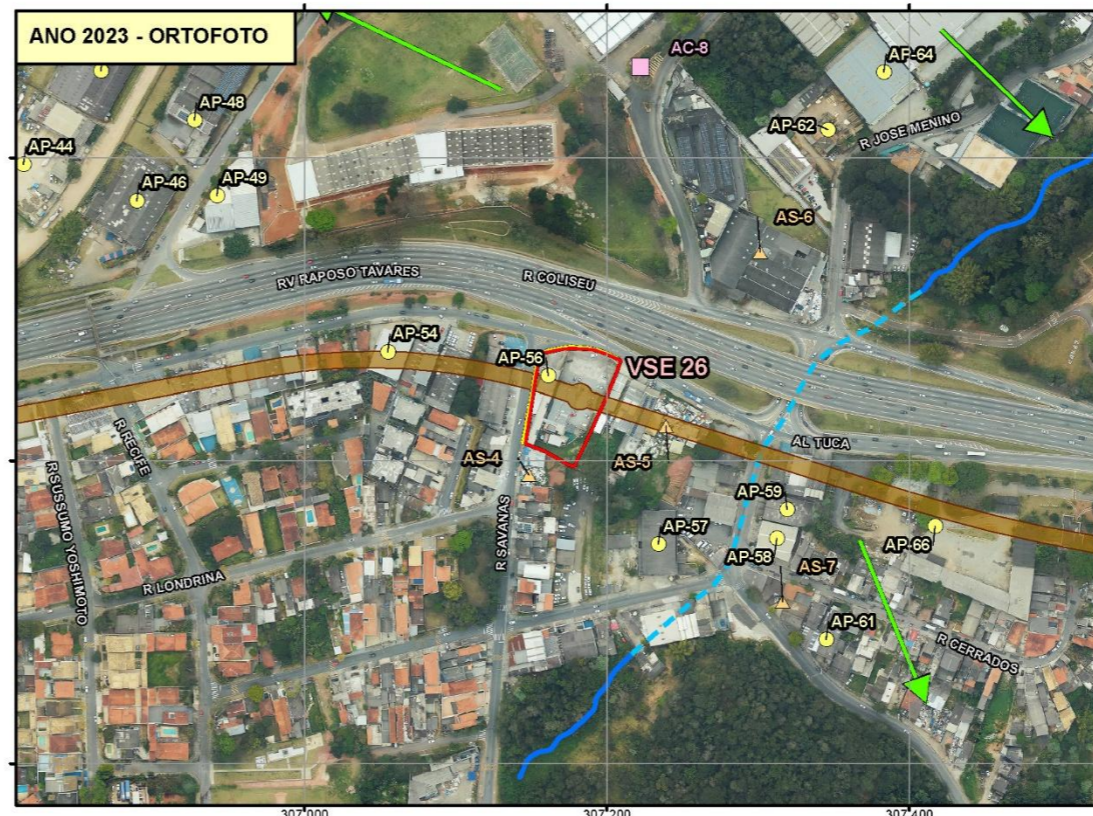 ANO 2023 - ORTOFOTO
AC-8
AP-64
AP-48
AP-62
R JOSE MENINO
AP-44
AP-46
AP-49
AS-6
RV RAPOSO TAVARES
R COLISEU
AP-54
AP-56
VSE 26
R RECIFE
R SUSSUMO YOSHIMOTO
AS-4
AS-5
AL TUCA
R SAVANAS
AP-59
AP-57
AP-58
AP-66
AS-7
R LONDRINA
AP-61
R CERRADOS
307.000
307.200
307.400